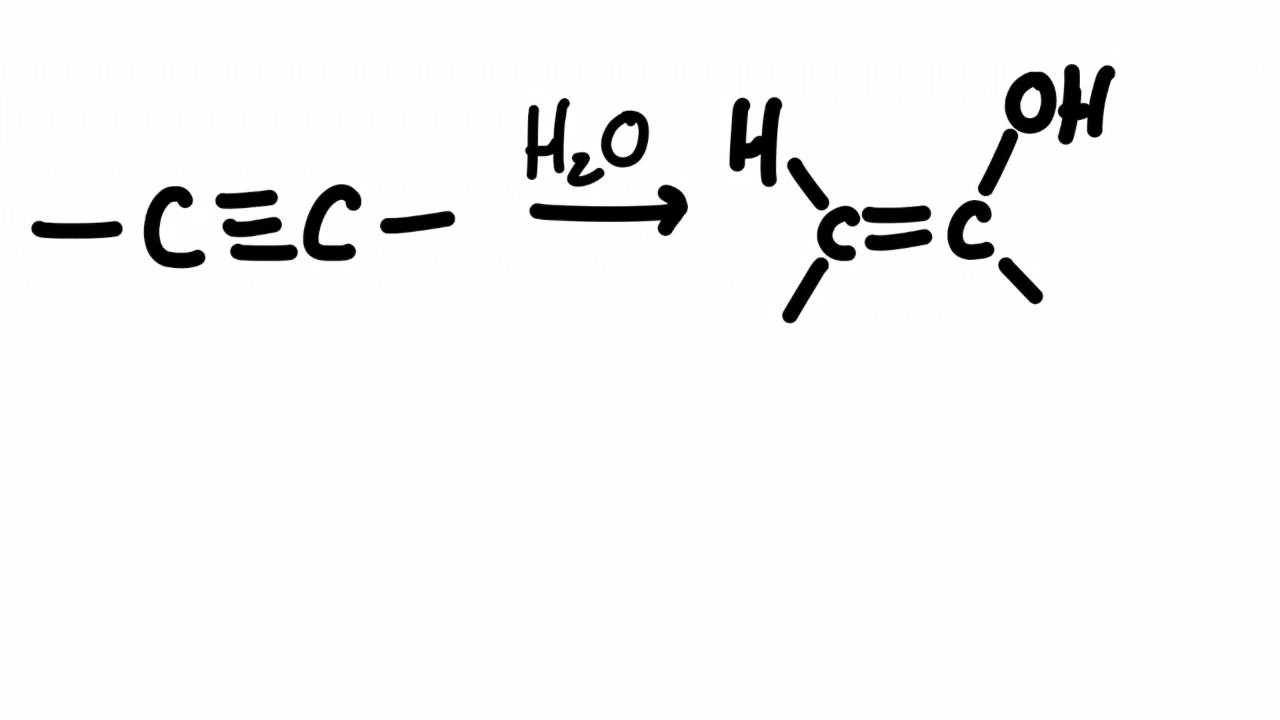 —C≡C— H₂O → H C=C OH